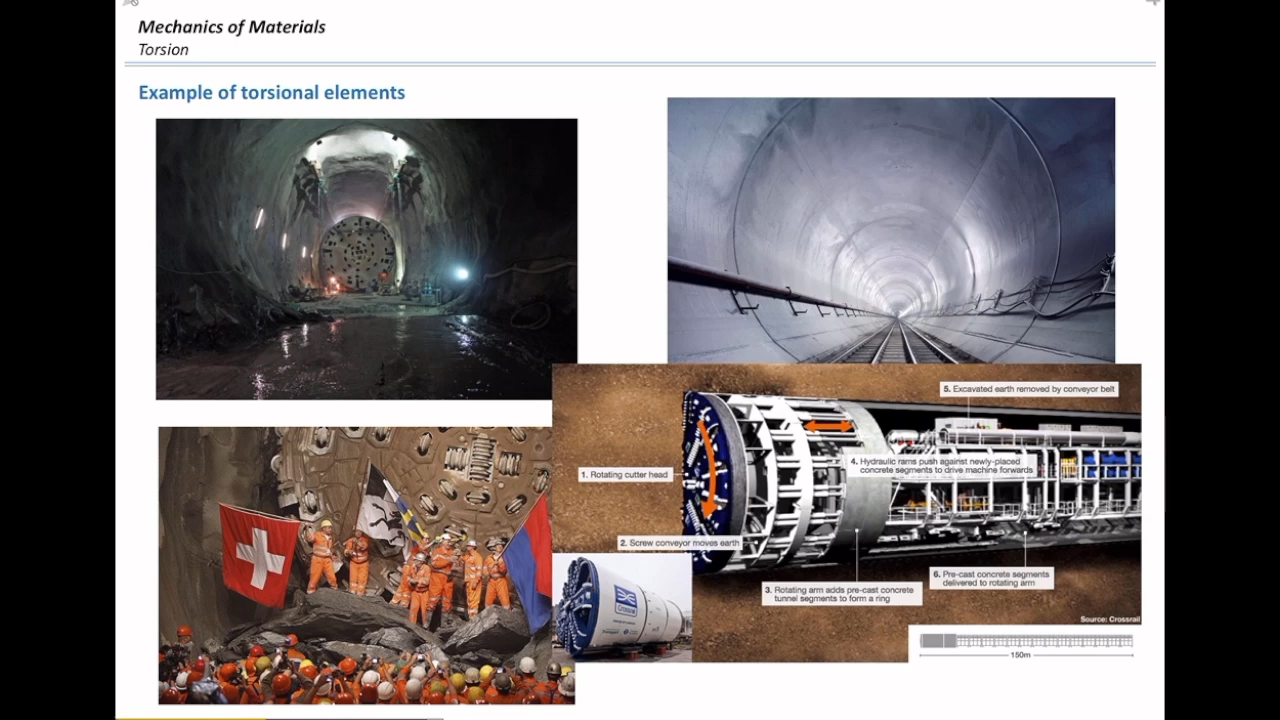 Mechanics of Materials
Torsion
Example of torsional elements
5. Excavated earth removed by conveyor belt
4. Hydraulic rams push against newly-placed
concrete segments to drive machine forwards
1. Rotating cutter head
2. Screw conveyor moves earth
3. Rotating arm adds pre-cast concrete
tunnel segments to form a ring
6. Pre-cast concrete segments
delivered to rotating arm
Crossrail
Source: Crossrail
150m